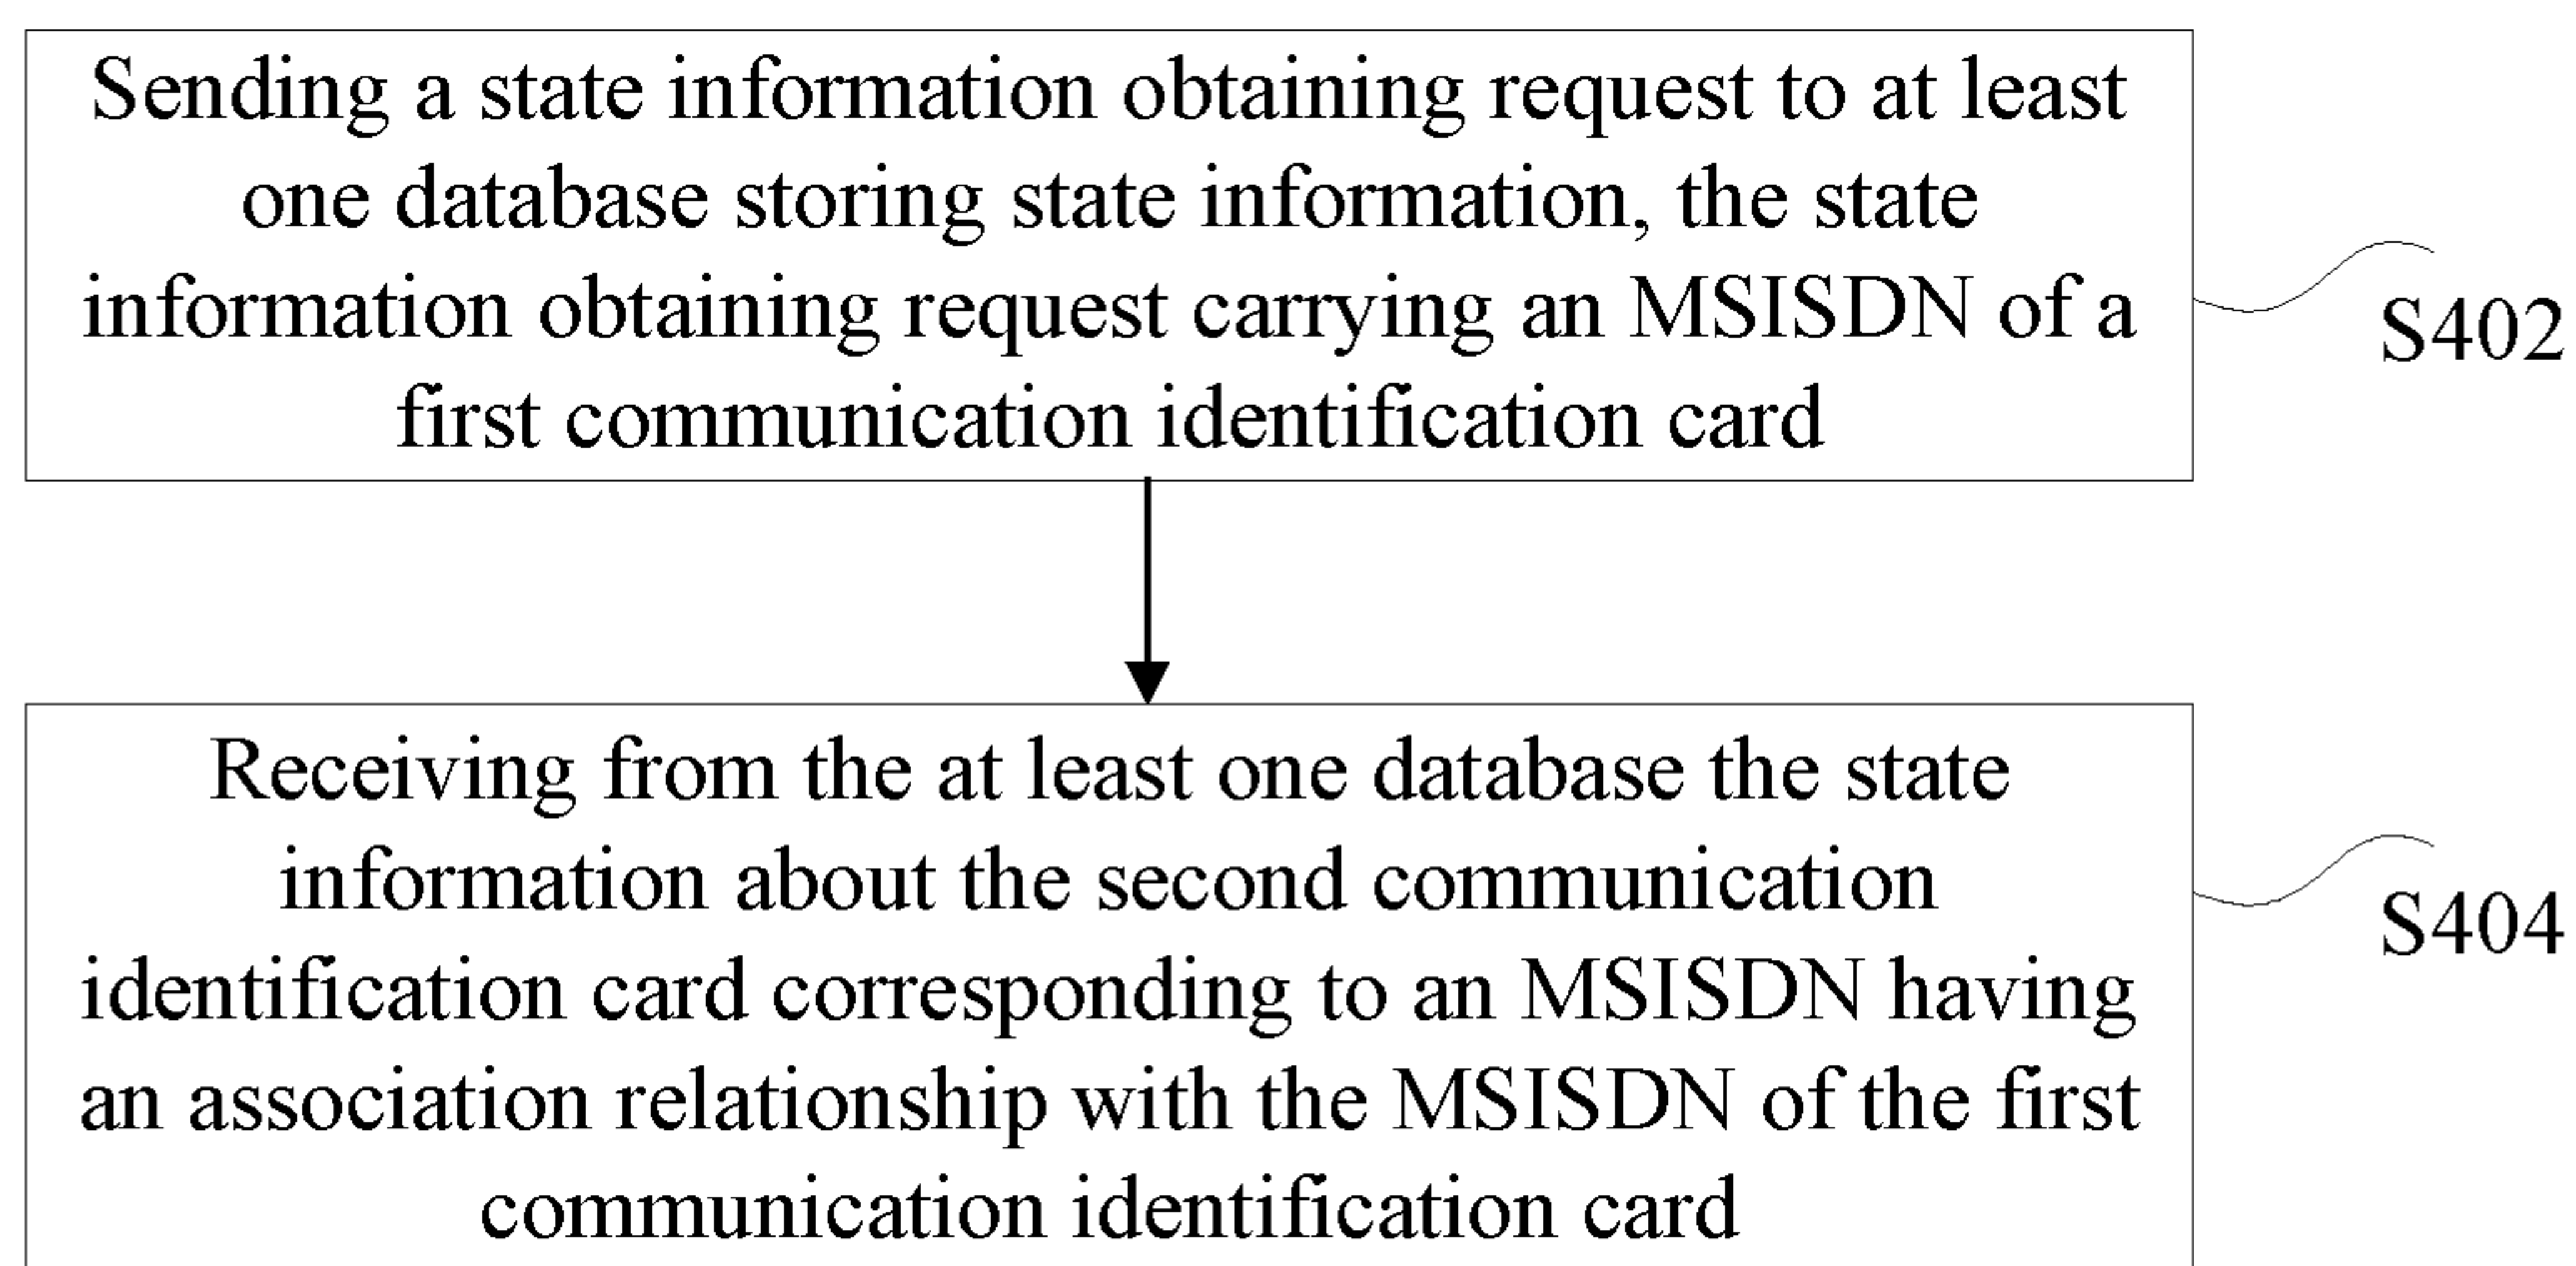 Sending a state information obtaining request to at least
one database storing state information, the state
information obtaining request carrying an MSISDN of a
first communication identification card
S402
Receiving from the at least one database the state
information about the second communication
identification card corresponding to an MSISDN having
an association relationship with the MSISDN of the first
communication identification card
S404